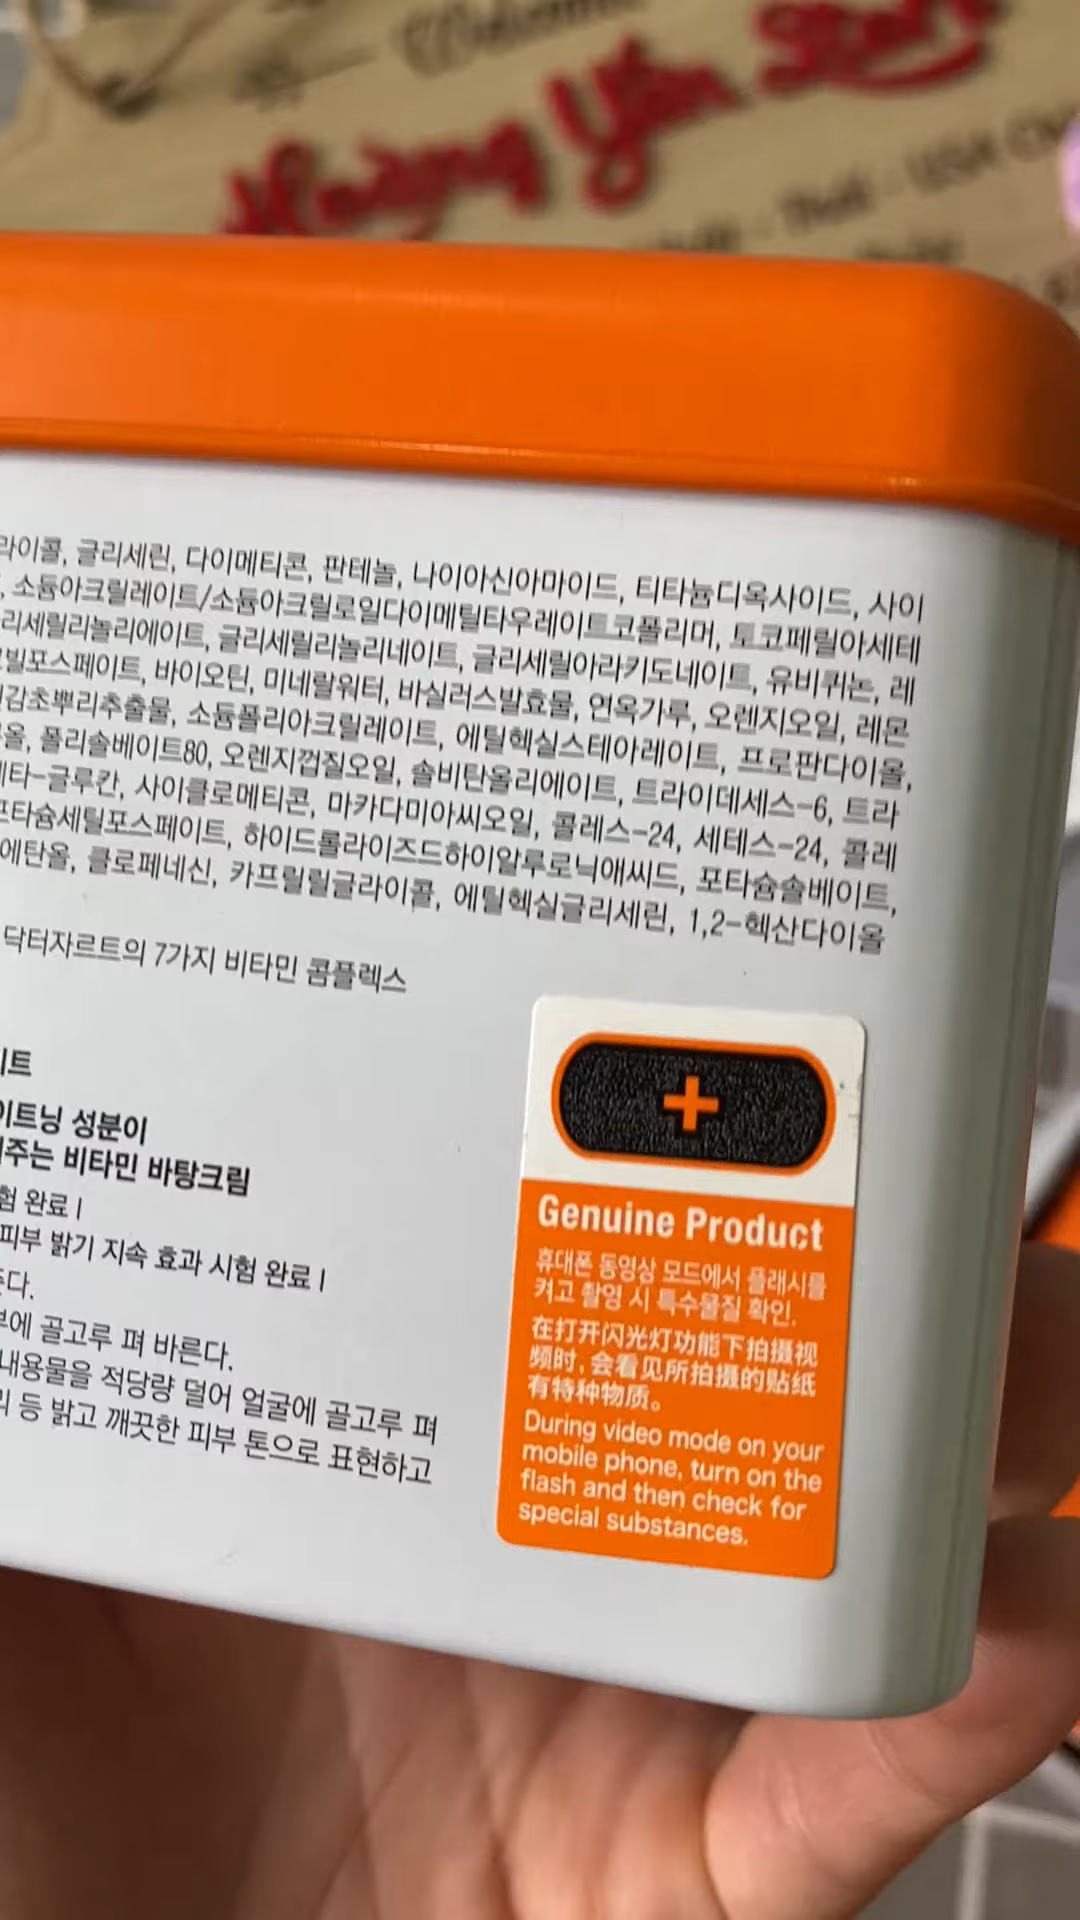 Welcome
Hoàng Yến Store
Thái - USA
라이콜, 글리세린, 다이메티콘, 판테놀, 나이아신아마이드, 티타늄디옥사이드, 사이
소듐아크릴레이트/소듐아크릴로일다이메틸타우레이트코폴리머, 토코페릴아세테
리세릴리놀리에이트, 글리세릴리놀리네이트, 글리세릴아라키도네이트, 유비퀴논, 레
빌포스페이트, 바이오틴, 미네랄워터, 바실러스발효물, 연옥가루, 오렌지오일, 레몬
감초뿌리추출물, 소듐폴리아크릴레이트, 에틸헥실스테아레이트, 프로판다이올,
올, 폴리솔베이트80, 오렌지껍질오일, 솔비탄올리에이트, 트라이데세스-6, 트라
베타-글루칸, 사이클로메티콘, 마카다미아씨오일, 콜레스-24, 세테스-24, 콜레
포타슘세틸포스페이트, 하이드롤라이즈드하이알루로닉애씨드, 포타슘솔베이트,
에탄올, 클로페네신, 카프릴릴글라이콜, 에틸헥실글리세린, 1,2-헥산다이올
닥터자르트의 7가지 비타민 콤플렉스
이트
이트닝 성분이
주는 비타민 바탕크림
험 완료 |
피부 밝기 지속 효과 시험 완료 |
준다.
부에 골고루 펴 바른다.
내용물을 적당량 덜어 얼굴에 골고루 펴
리 등 밝고 깨끗한 피부 톤으로 표현하고
Genuine Product
휴대폰 동영상 모드에서 플래시를
켜고 촬영 시 특수물질 확인.
在打开闪光灯功能下拍摄视
频时, 会看见所拍摄的贴纸
有特种物质。
During video mode on your
mobile phone, turn on the
flash and then check for
special substances.